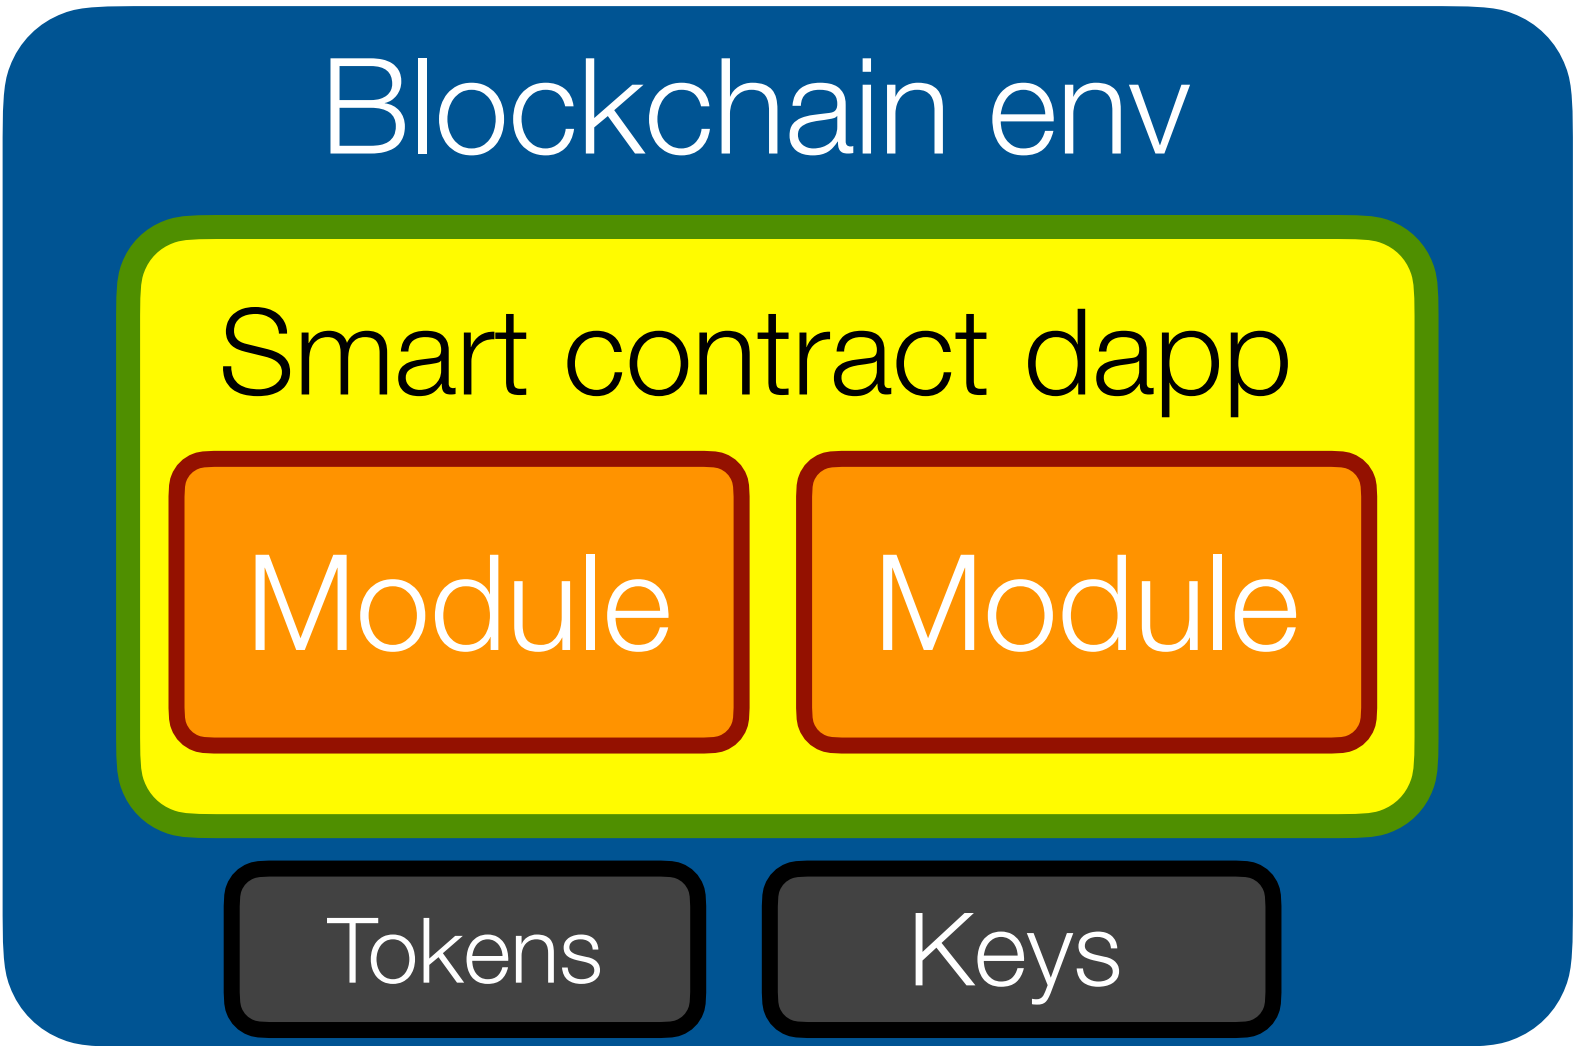 Blockchain env
Smart contract dapp
Module Module
Tokens Keys